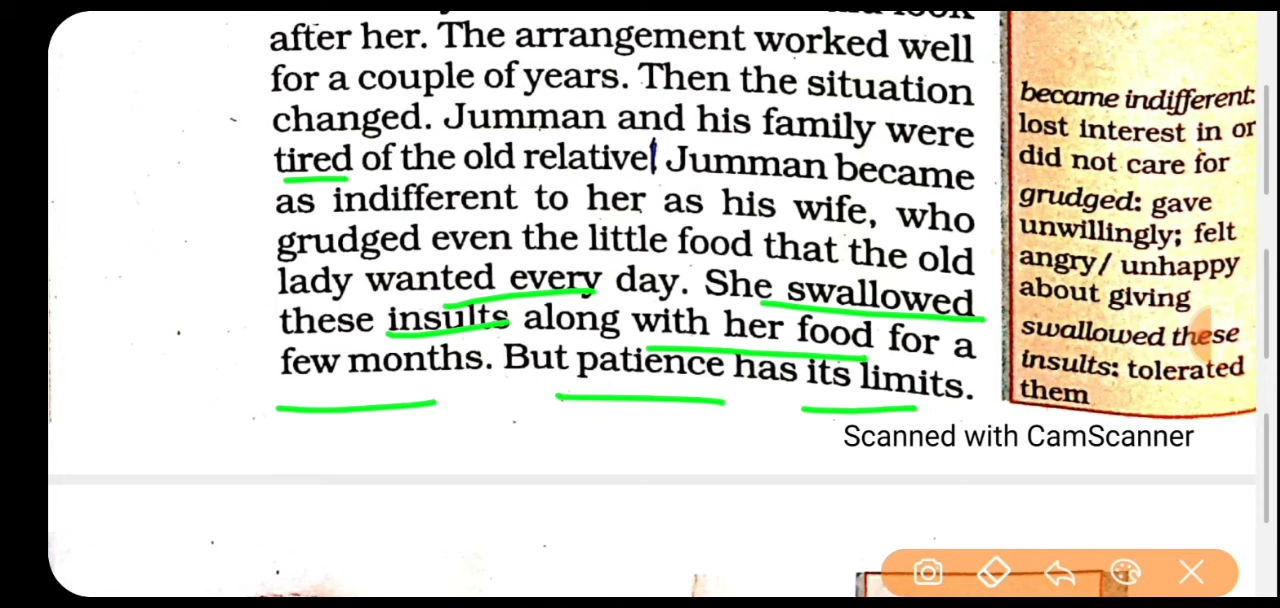 after her. The arrangement worked well
for a couple of years. Then the situation
changed. Jumman and his family were
tired of the old relative! Jumman became
as indifferent to her as his wife, who
grudged even the little food that the old
lady wanted every day. She swallowed
these insults along with her food for a
few months. But patience has its limits.
became indifferent:
lost interest in or
did not care for
grudged: gave
unwillingly; felt
angry/ unhappy
about giving
swallowed these
insults: tolerated
them
Scanned with CamScanner